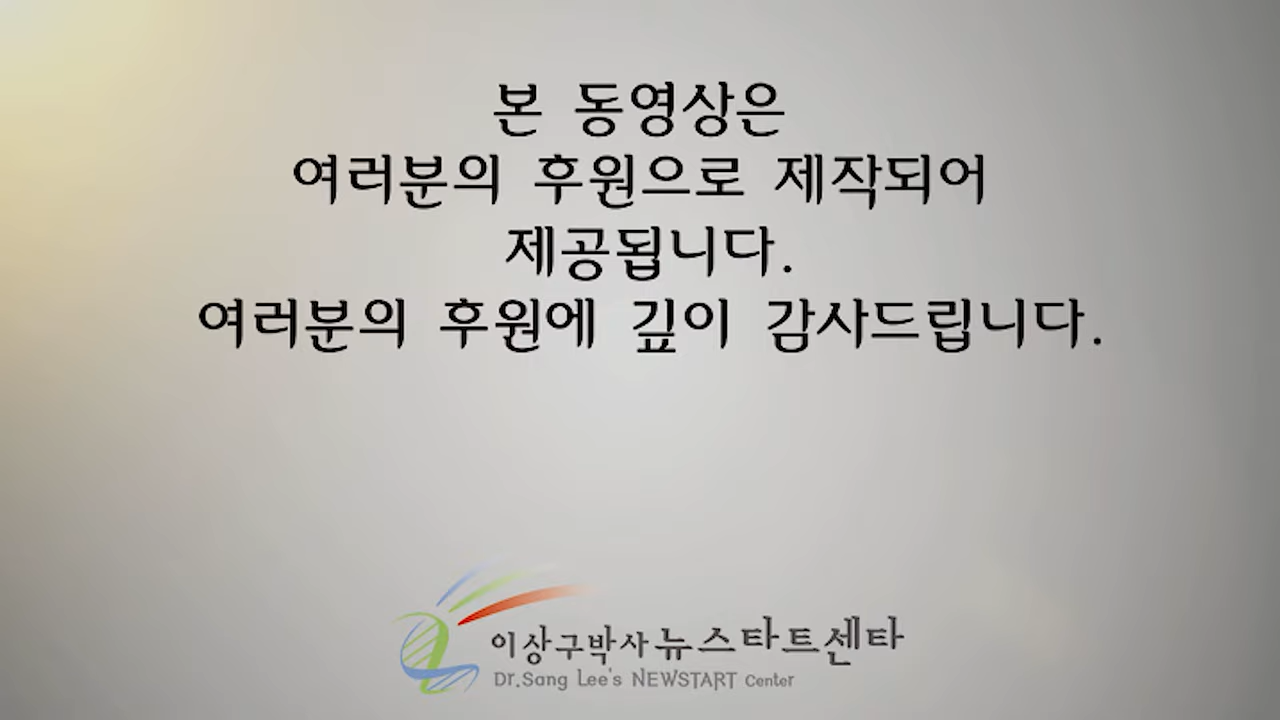 본 동영상은
여러분의 후원으로 제작되어
제공됩니다.
여러분의 후원에 깊이 감사드립니다.
이상구박사뉴스타트센타
Dr.Sang Lee's NEWSTART Center